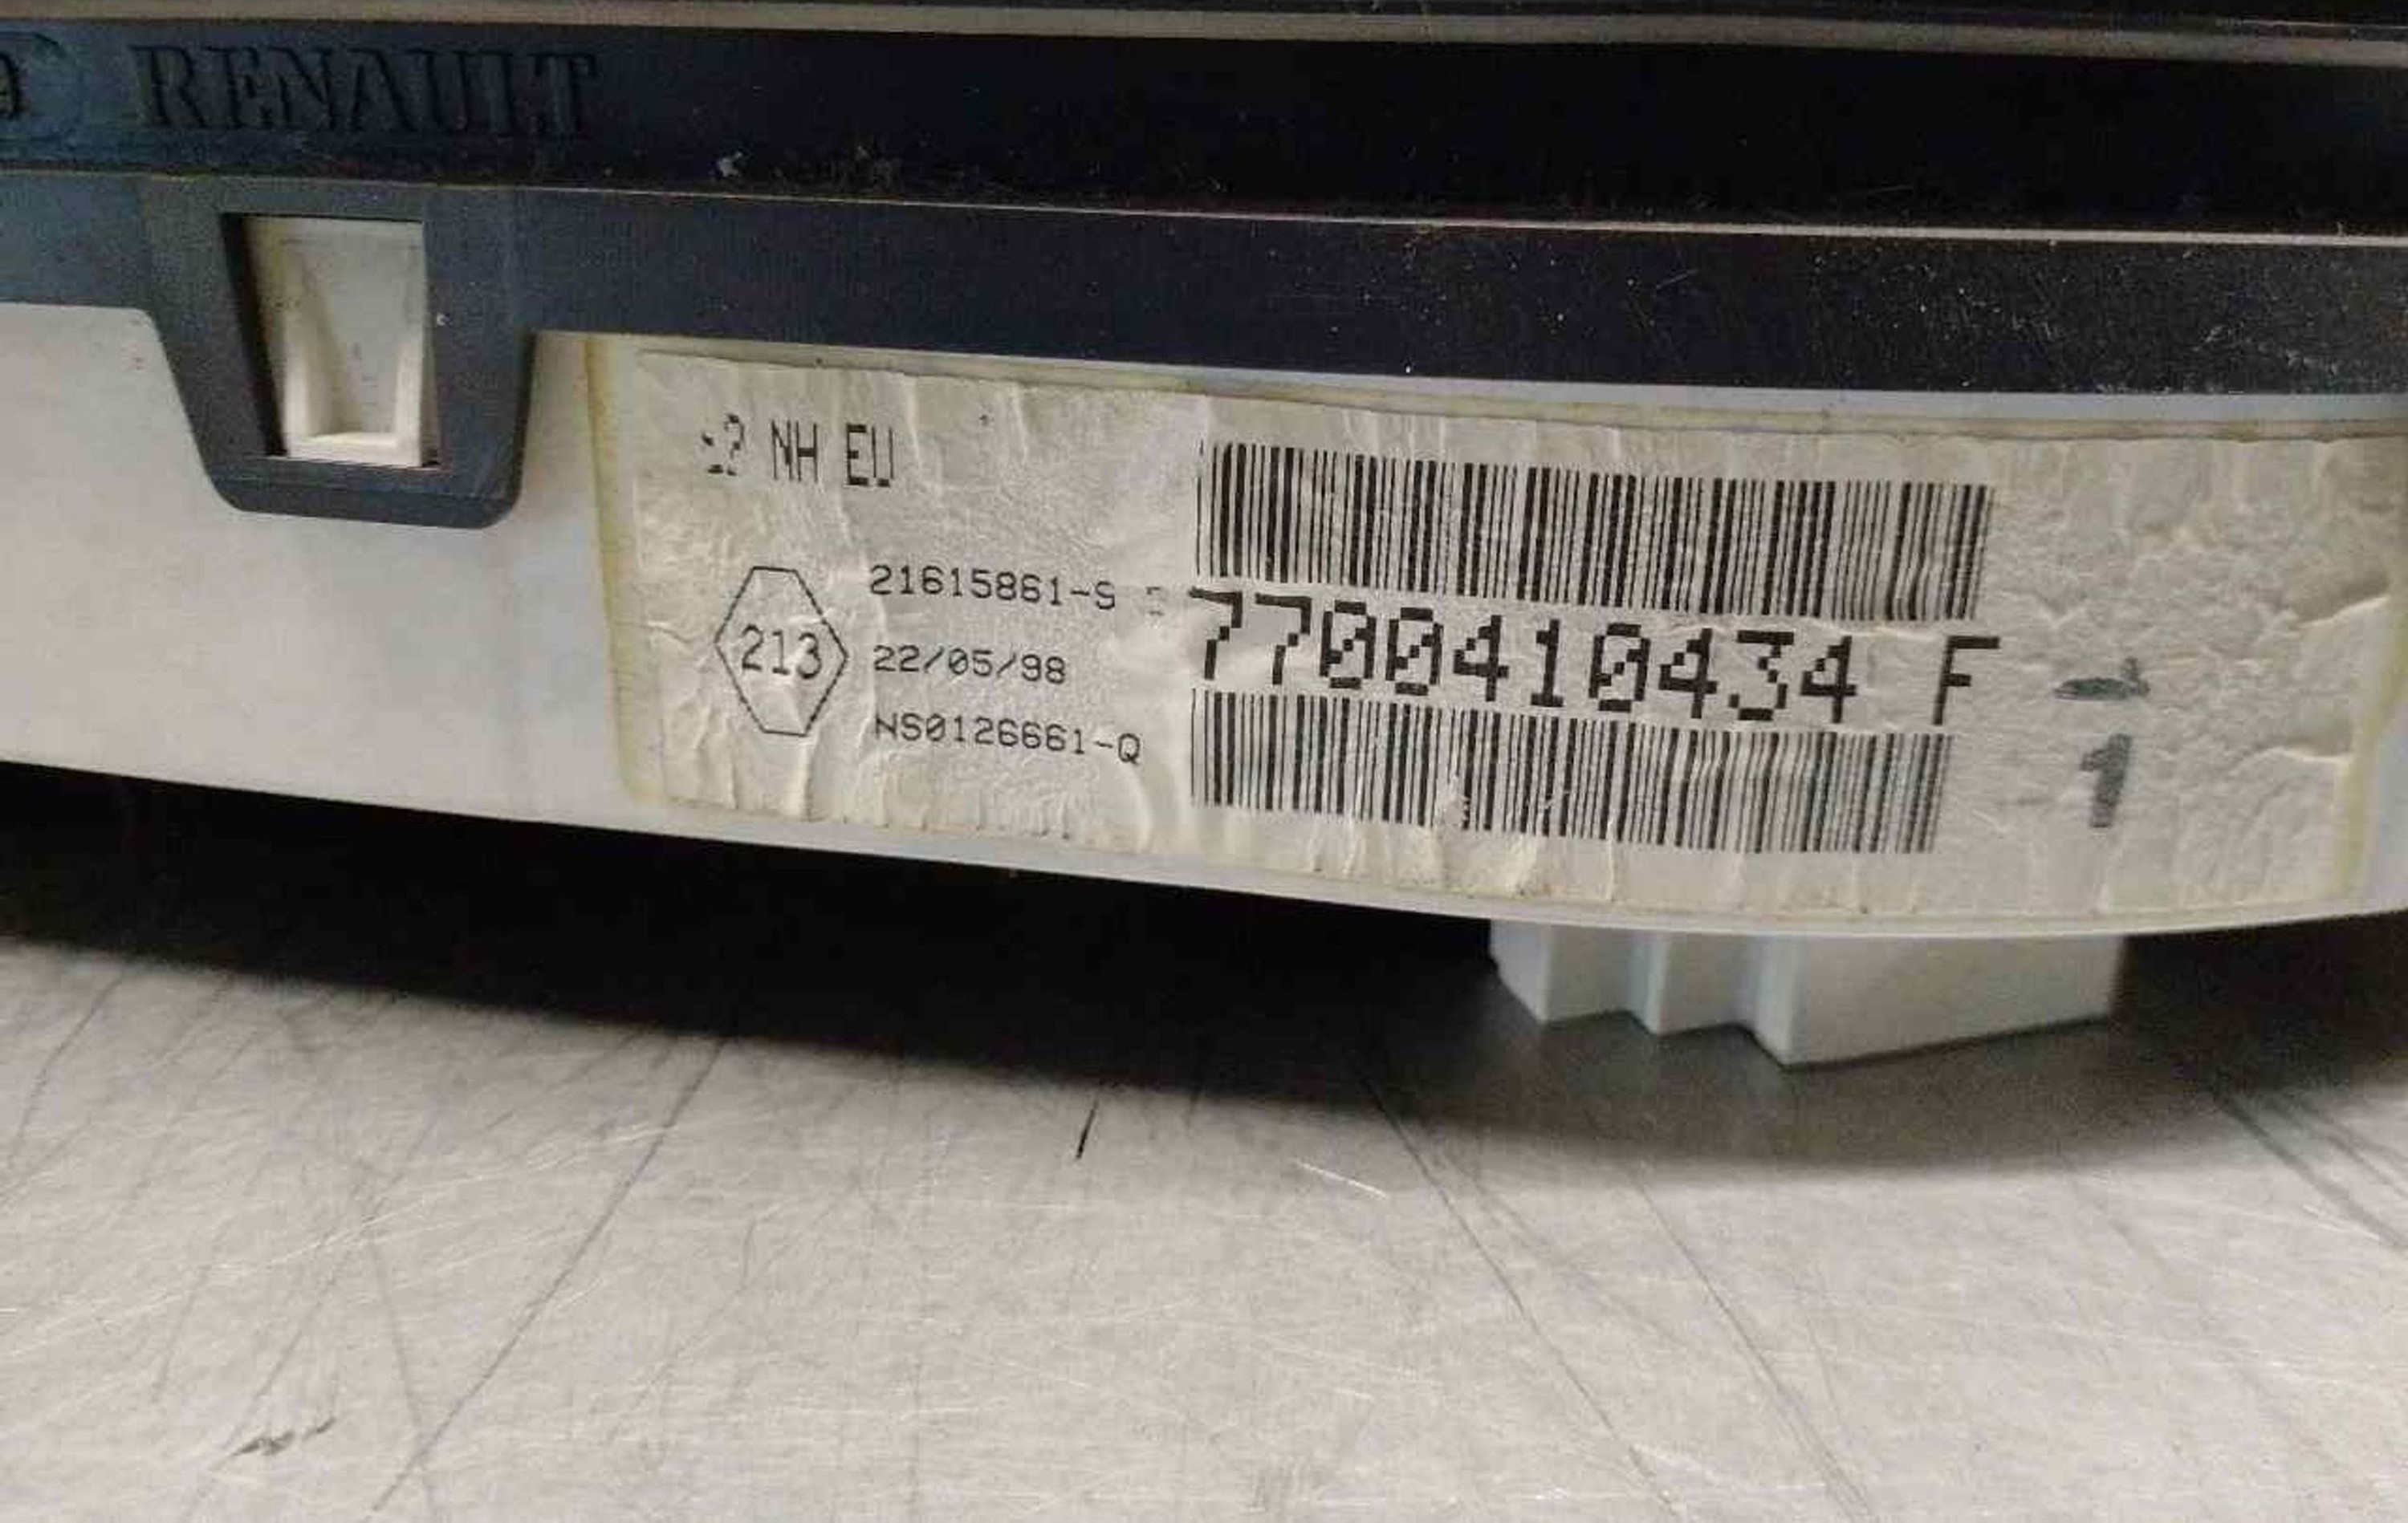 RENAULT
NH EU
21615861-S
213
22/05/98
NS0126661-Q
7700410434 F
1